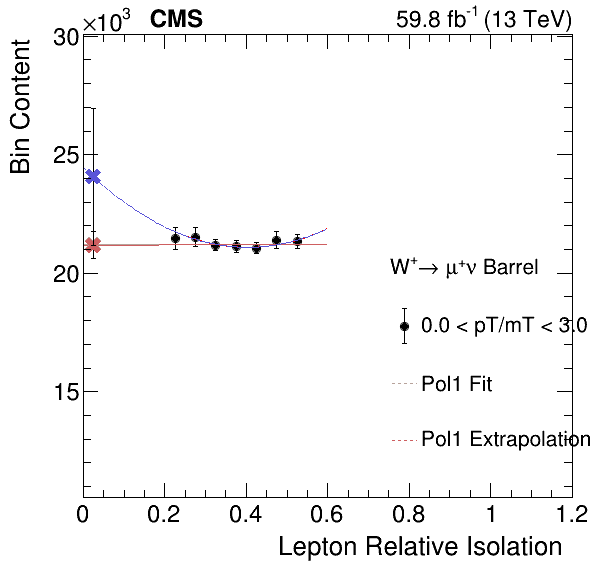 ×10³ CMS 59.8 fb⁻¹ (13 TeV)
Bin Content
30
25
20
15
W⁺→ μ⁺ν Barrel
0.0 < pT/mT < 3.0
Pol1 Fit
Pol1 Extrapolation
0 0.2 0.4 0.6 0.8 1 1.2
Lepton Relative Isolation